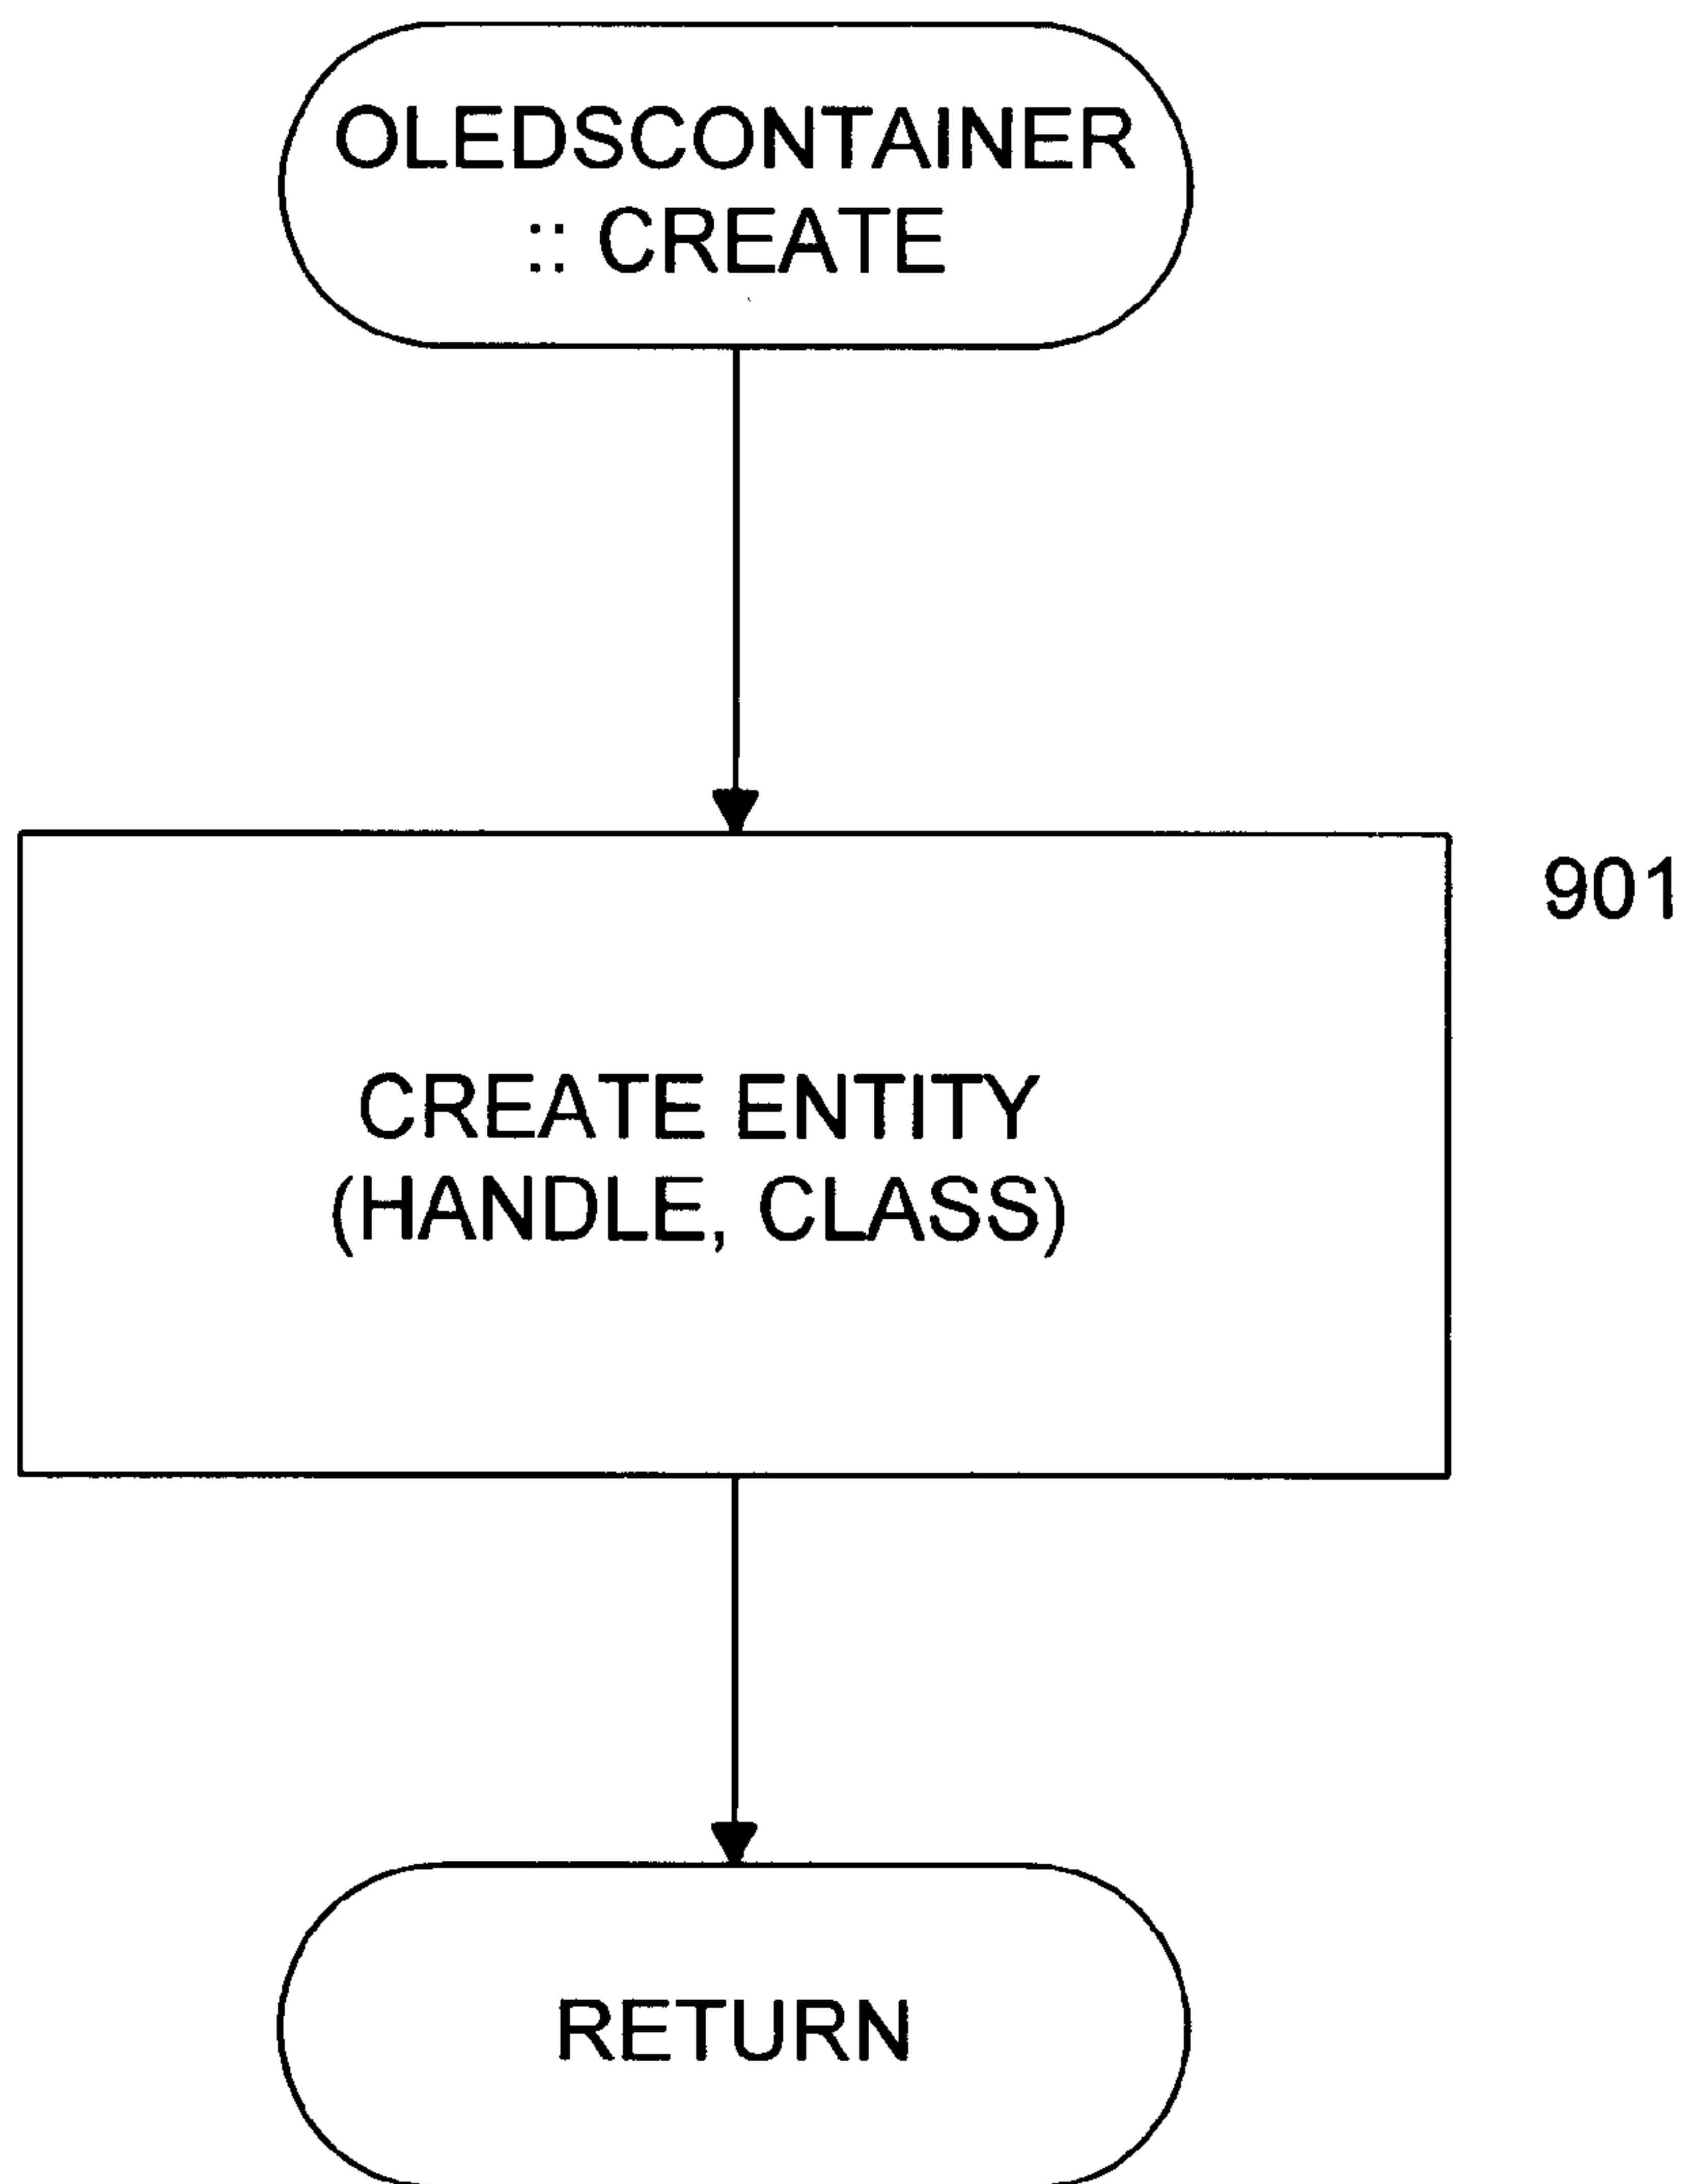 OLEDSCONTAINER
:: CREATE
901
CREATE ENTITY
(HANDLE, CLASS)
RETURN